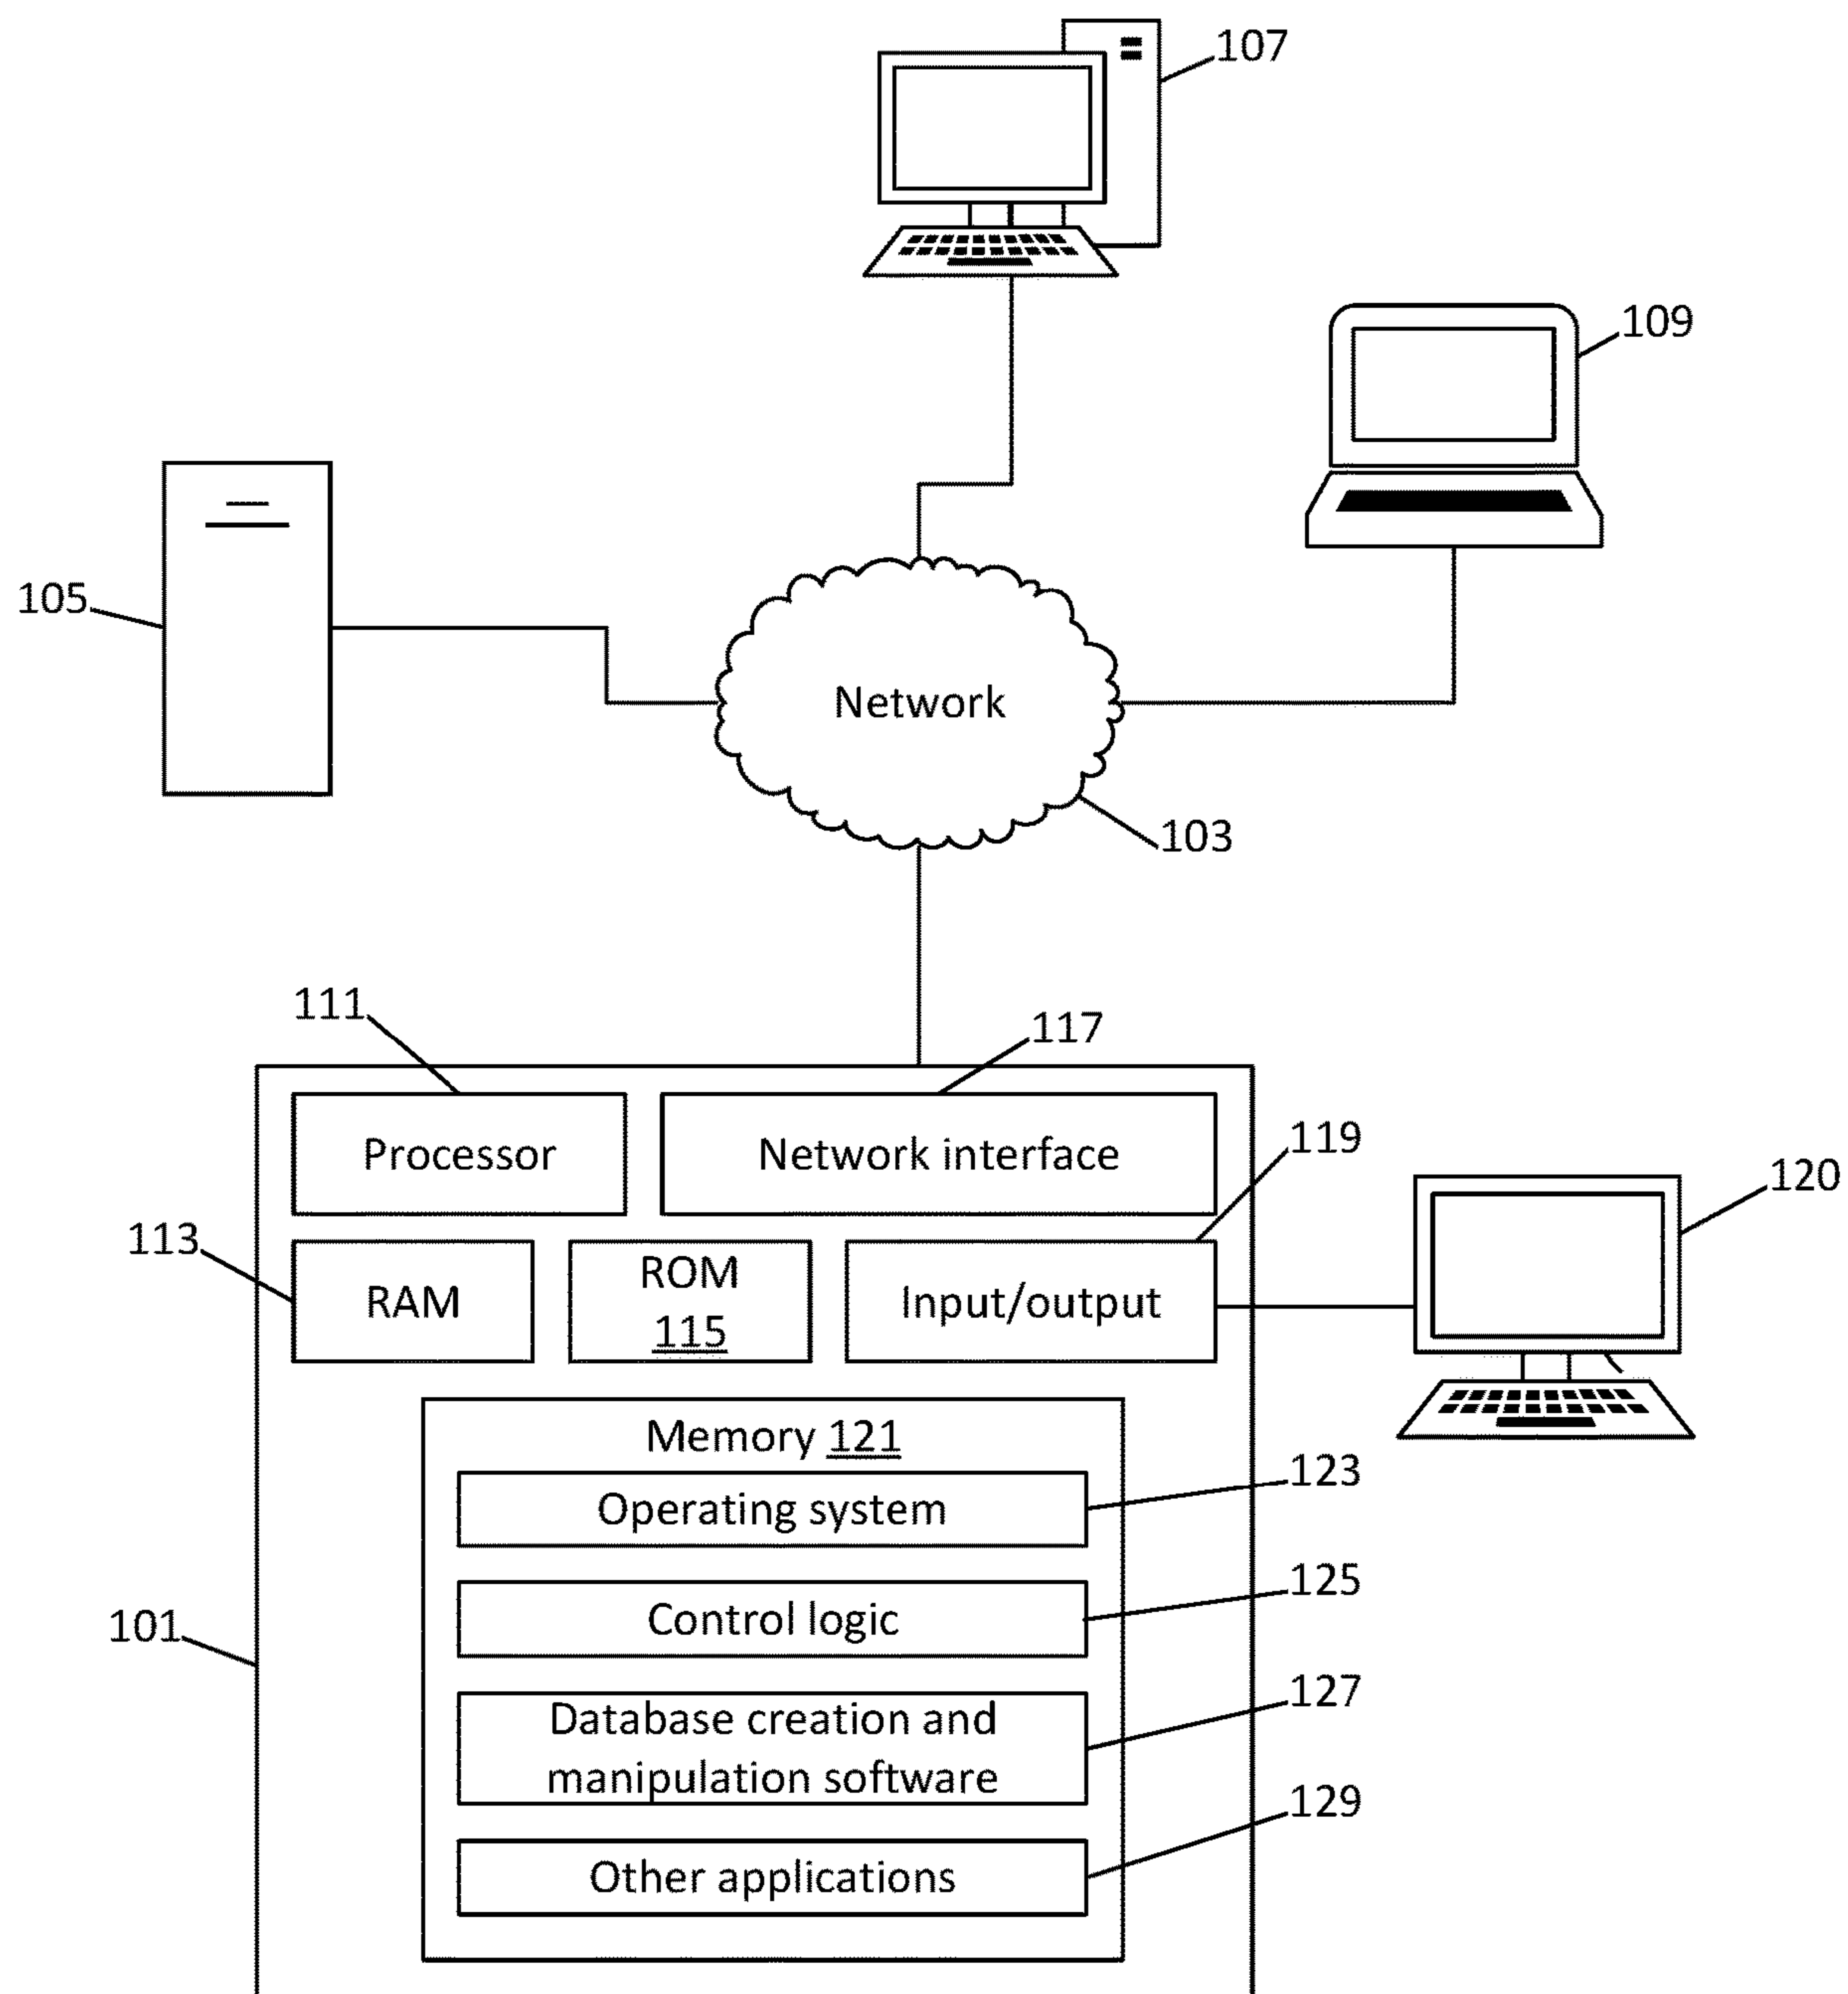 107
109
105
Network
103
111
117
Processor
Network interface
119
120
113
RAM
ROM
115
Input/output
Memory 121
123
Operating system
125
Control logic
101
127
Database creation and
manipulation software
129
Other applications